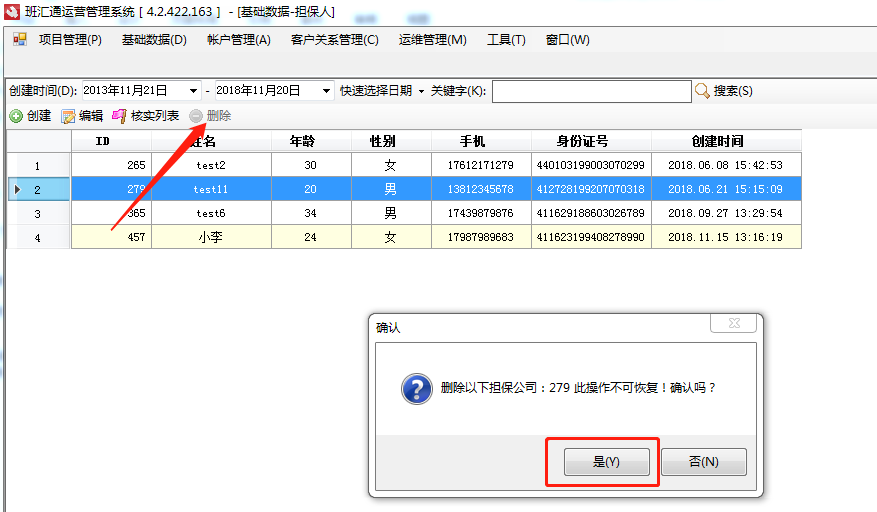 班汇通运营管理系统 [ 4.2.422.163 ] - [基础数据-担保人]
项目管理(P) 基础数据(D) 帐户管理(A) 客户关系管理(C) 运维管理(M) 工具(T) 窗口(W)
创建时间(D): 2013年11月21日 - 2018年11月20日 快速选择日期 关键字(K): 搜索(S)
创建 编辑 核实列表 删除
ID 姓名 年龄 性别 手机 身份证号 创建时间
1 265 test2 30 女 17612171279 440103199003070299 2018.06.08 15:42:53
2 279 test11 20 男 13812345678 412728199207070318 2018.06.21 15:15:09
3 365 test6 34 男 17439879876 411629188603026789 2018.09.27 13:29:54
4 457 小李 24 女 17987989683 411623199408278990 2018.11.15 13:16:19
确认
删除以下担保公司：279 此操作不可恢复！确认吗？
是(Y) 否(N)